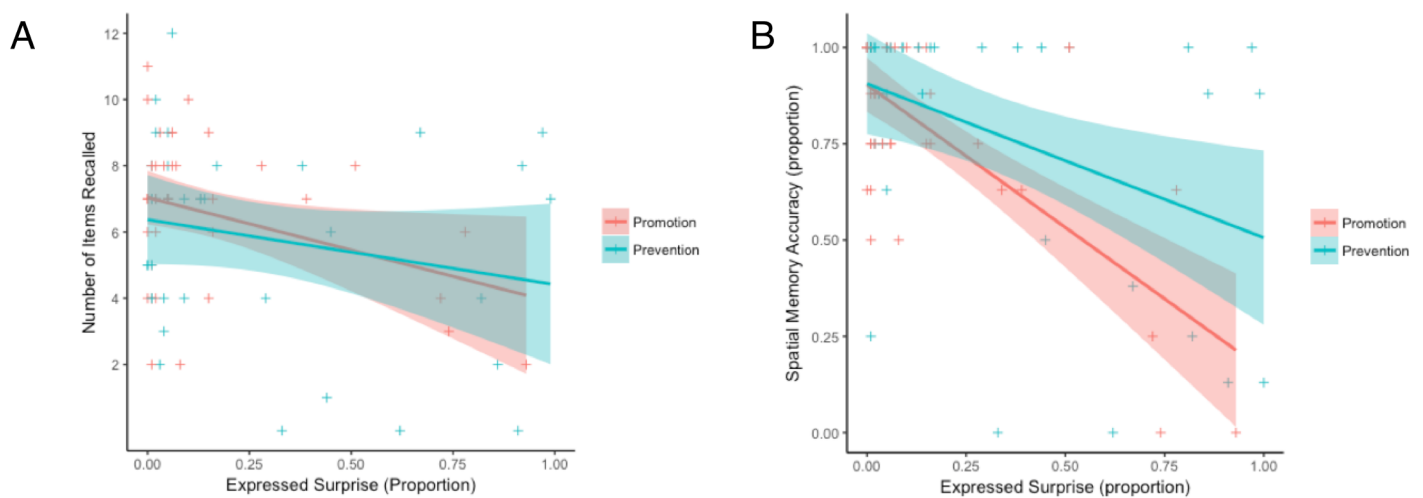 A
Number of Items Recalled
12
10
8
6
4
2
0.00 0.25 0.50 0.75 1.00
Expressed Surprise (Proportion)
Promotion
Prevention
B
Spatial Memory Accuracy (proportion)
1.00
0.75
0.50
0.25
0.00
0.00 0.25 0.50 0.75 1.00
Expressed Surprise (proportion)
Promotion
Prevention